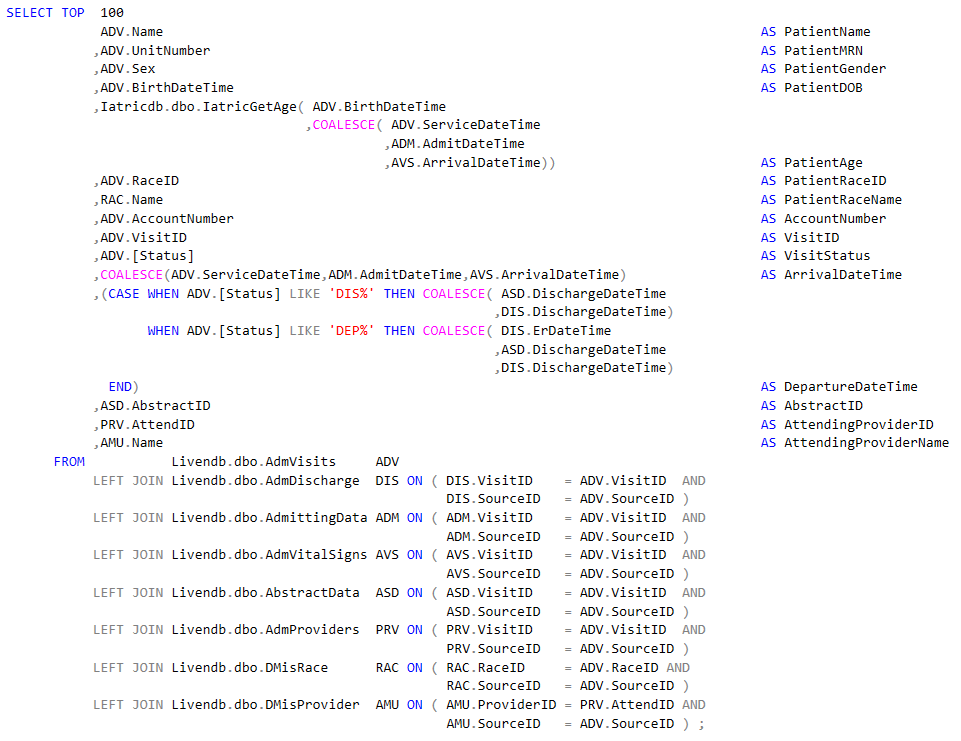 SELECT TOP 100
ADV.Name AS PatientName
,ADV.UnitNumber AS PatientMRN
,ADV.Sex AS PatientGender
,ADV.BirthDateTime AS PatientDOB
,Iatricdb.dbo.IatricGetAge( ADV.BirthDateTime
,COALESCE( ADV.ServiceDateTime
,ADM.AdmitDateTime
,AVS.ArrivalDateTime)) AS PatientAge
,ADV.RaceID AS PatientRaceID
,RAC.Name AS PatientRaceName
,ADV.AccountNumber AS AccountNumber
,ADV.VisitID AS VisitID
,ADV.[Status] AS VisitStatus
,COALESCE(ADV.ServiceDateTime,ADM.AdmitDateTime,AVS.ArrivalDateTime) AS ArrivalDateTime
,(CASE WHEN ADV.[Status] LIKE 'DIS%' THEN COALESCE( ASD.DischargeDateTime
,DIS.DischargeDateTime)
WHEN ADV.[Status] LIKE 'DEP%' THEN COALESCE( DIS.ErDateTime
,ASD.DischargeDateTime
,DIS.DischargeDateTime)
END) AS DepartureDateTime
,ASD.AbstractID AS AbstractID
,PRV.AttendID AS AttendingProviderID
,AMU.Name AS AttendingProviderName
FROM Livendb.dbo.AdmVisits ADV
LEFT JOIN Livendb.dbo.AdmDischarge DIS ON ( DIS.VisitID = ADV.VisitID AND
DIS.SourceID = ADV.SourceID )
LEFT JOIN Livendb.dbo.AdmittingData ADM ON ( ADM.VisitID = ADV.VisitID AND
ADM.SourceID = ADV.SourceID )
LEFT JOIN Livendb.dbo.AdmVitalSigns AVS ON ( AVS.VisitID = ADV.VisitID AND
AVS.SourceID = ADV.SourceID )
LEFT JOIN Livendb.dbo.AbstractData ASD ON ( ASD.VisitID = ADV.VisitID AND
ASD.SourceID = ADV.SourceID )
LEFT JOIN Livendb.dbo.AdmProviders PRV ON ( PRV.VisitID = ADV.VisitID AND
PRV.SourceID = ADV.SourceID )
LEFT JOIN Livendb.dbo.DMisRace RAC ON ( RAC.RaceID = ADV.RaceID AND
RAC.SourceID = ADV.SourceID )
LEFT JOIN Livendb.dbo.DMisProvider AMU ON ( AMU.ProviderID = PRV.AttendID AND
AMU.SourceID = ADV.SourceID ) ;